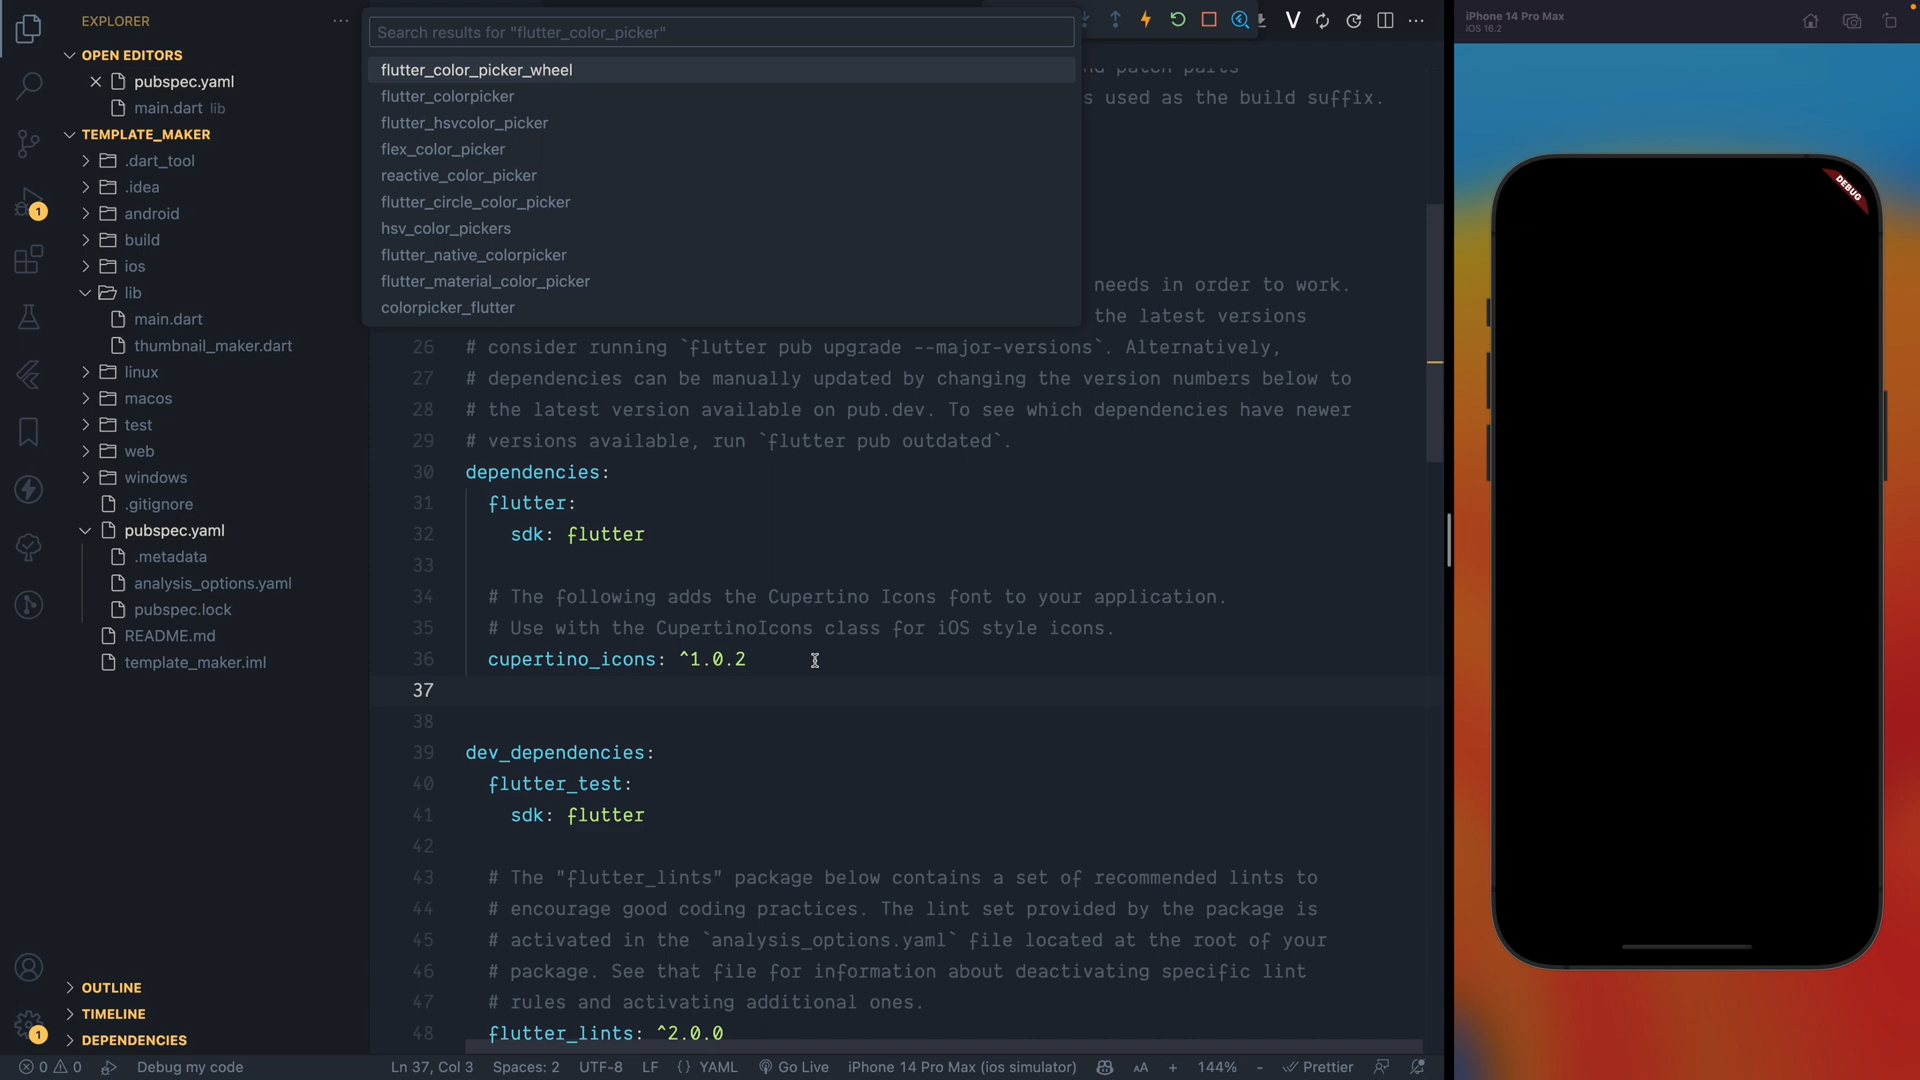 EXPLORER
OPEN EDITORS
pubspec.yaml
main.dart lib
TEMPLATE_MAKER
.dart_tool
.idea
android
build
ios
lib
main.dart
thumbnail_maker.dart
linux
macos
test
web
windows
.gitignore
pubspec.yaml
.metadata
analysis_options.yaml
pubspec.lock
README.md
template_maker.iml
OUTLINE
TIMELINE
DEPENDENCIES
1
1
Search results for "flutter_color_picker"
flutter_color_picker_wheel
flutter_colorpicker
flutter_hsvcolor_picker
flex_color_picker
reactive_color_picker
flutter_circle_color_picker
hsv_color_pickers
flutter_native_colorpicker
flutter_material_color_picker
colorpicker_flutter
patch parts
s used as the build suffix.
needs in order to work.
the latest versions
26 # consider running `flutter pub upgrade --major-versions`. Alternatively,
27 # dependencies can be manually updated by changing the version numbers below to
28 # the latest version available on pub.dev. To see which dependencies have newer
29 # versions available, run `flutter pub outdated`.
30 dependencies:
31 flutter:
32 sdk: flutter
33
34 # The following adds the Cupertino Icons font to your application.
35 # Use with the CupertinoIcons class for iOS style icons.
36 cupertino_icons: ^1.0.2
37
38
39 dev_dependencies:
40 flutter_test:
41 sdk: flutter
42
43 # The "flutter_lints" package below contains a set of recommended lints to
44 # encourage good coding practices. The lint set provided by the package is
45 # activated in the `analysis_options.yaml` file located at the root of your
46 # package. See that file for information about deactivating specific lint
47 # rules and activating additional ones.
48 flutter_lints: ^2.0.0
0 0 Debug my code Ln 37, Col 3 Spaces: 2 UTF-8 LF {} YAML Go Live iPhone 14 Pro Max (ios simulator) AA + 144% - Prettier
iPhone 14 Pro Max
iOS 16.2
DEBUG